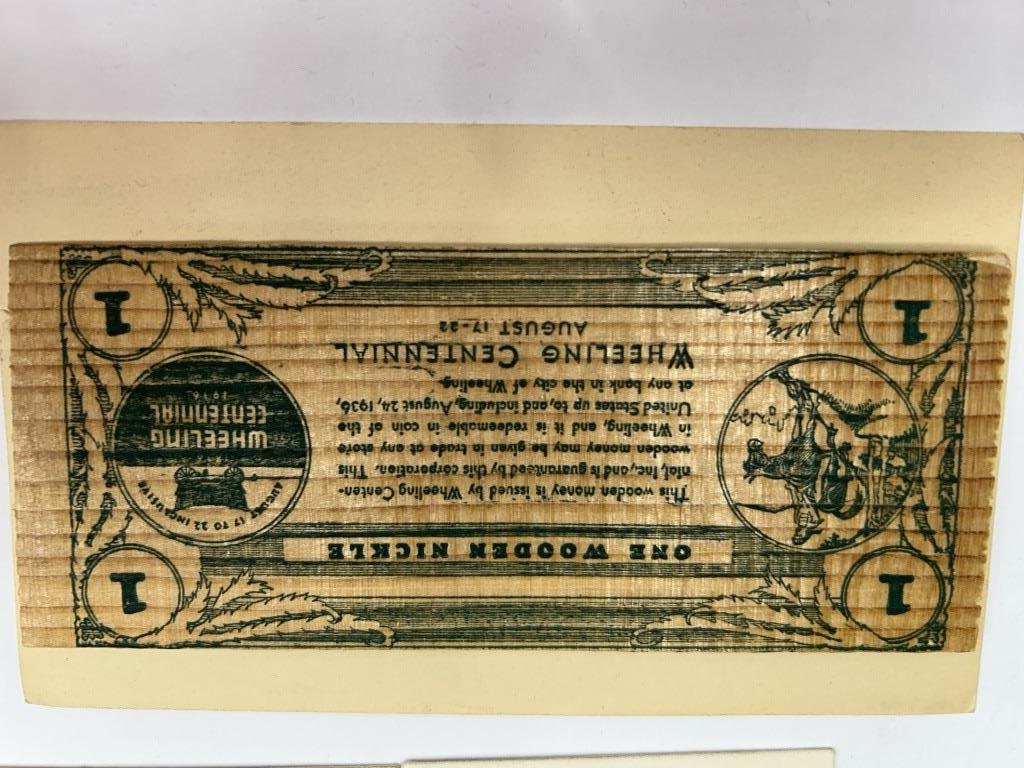 1
1
ONE WOODEN NICKLE
AUGUST 17 TO 22 INCLUSIVE
WHEELING
CENTENNIAL
1936
This wooden money is issued by Wheeling Centen-
nial, Inc., and is guaranteed by this corporation. This
wooden money may be given in trade at any store
in Wheeling, and it is redeemable in coin of the
United States up to, and including, August 24, 1936,
at any bank in the city of Wheeling.
WHEELING CENTENNIAL
AUGUST 17-22
1
1